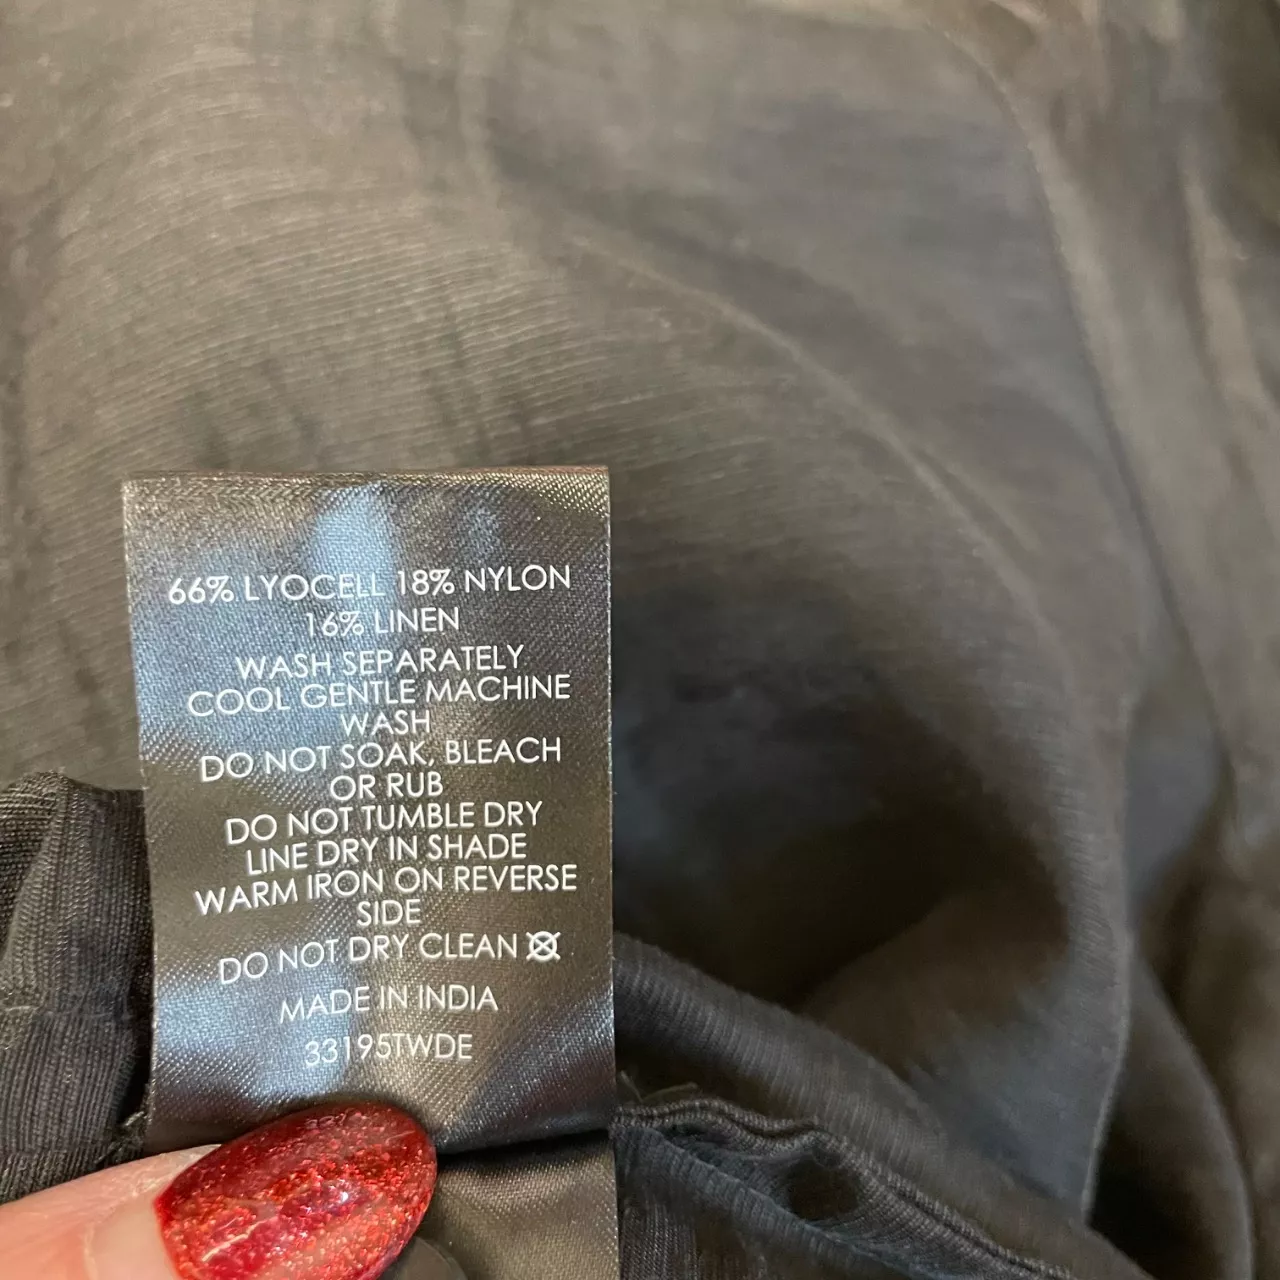 66% LYOCELL 18% NYLON
16% LINEN
WASH SEPARATELY
COOL GENTLE MACHINE
WASH
DO NOT SOAK, BLEACH
OR RUB
DO NOT TUMBLE DRY
LINE DRY IN SHADE
WARM IRON ON REVERSE
SIDE
DO NOT DRY CLEAN
MADE IN INDIA
33195TWDE